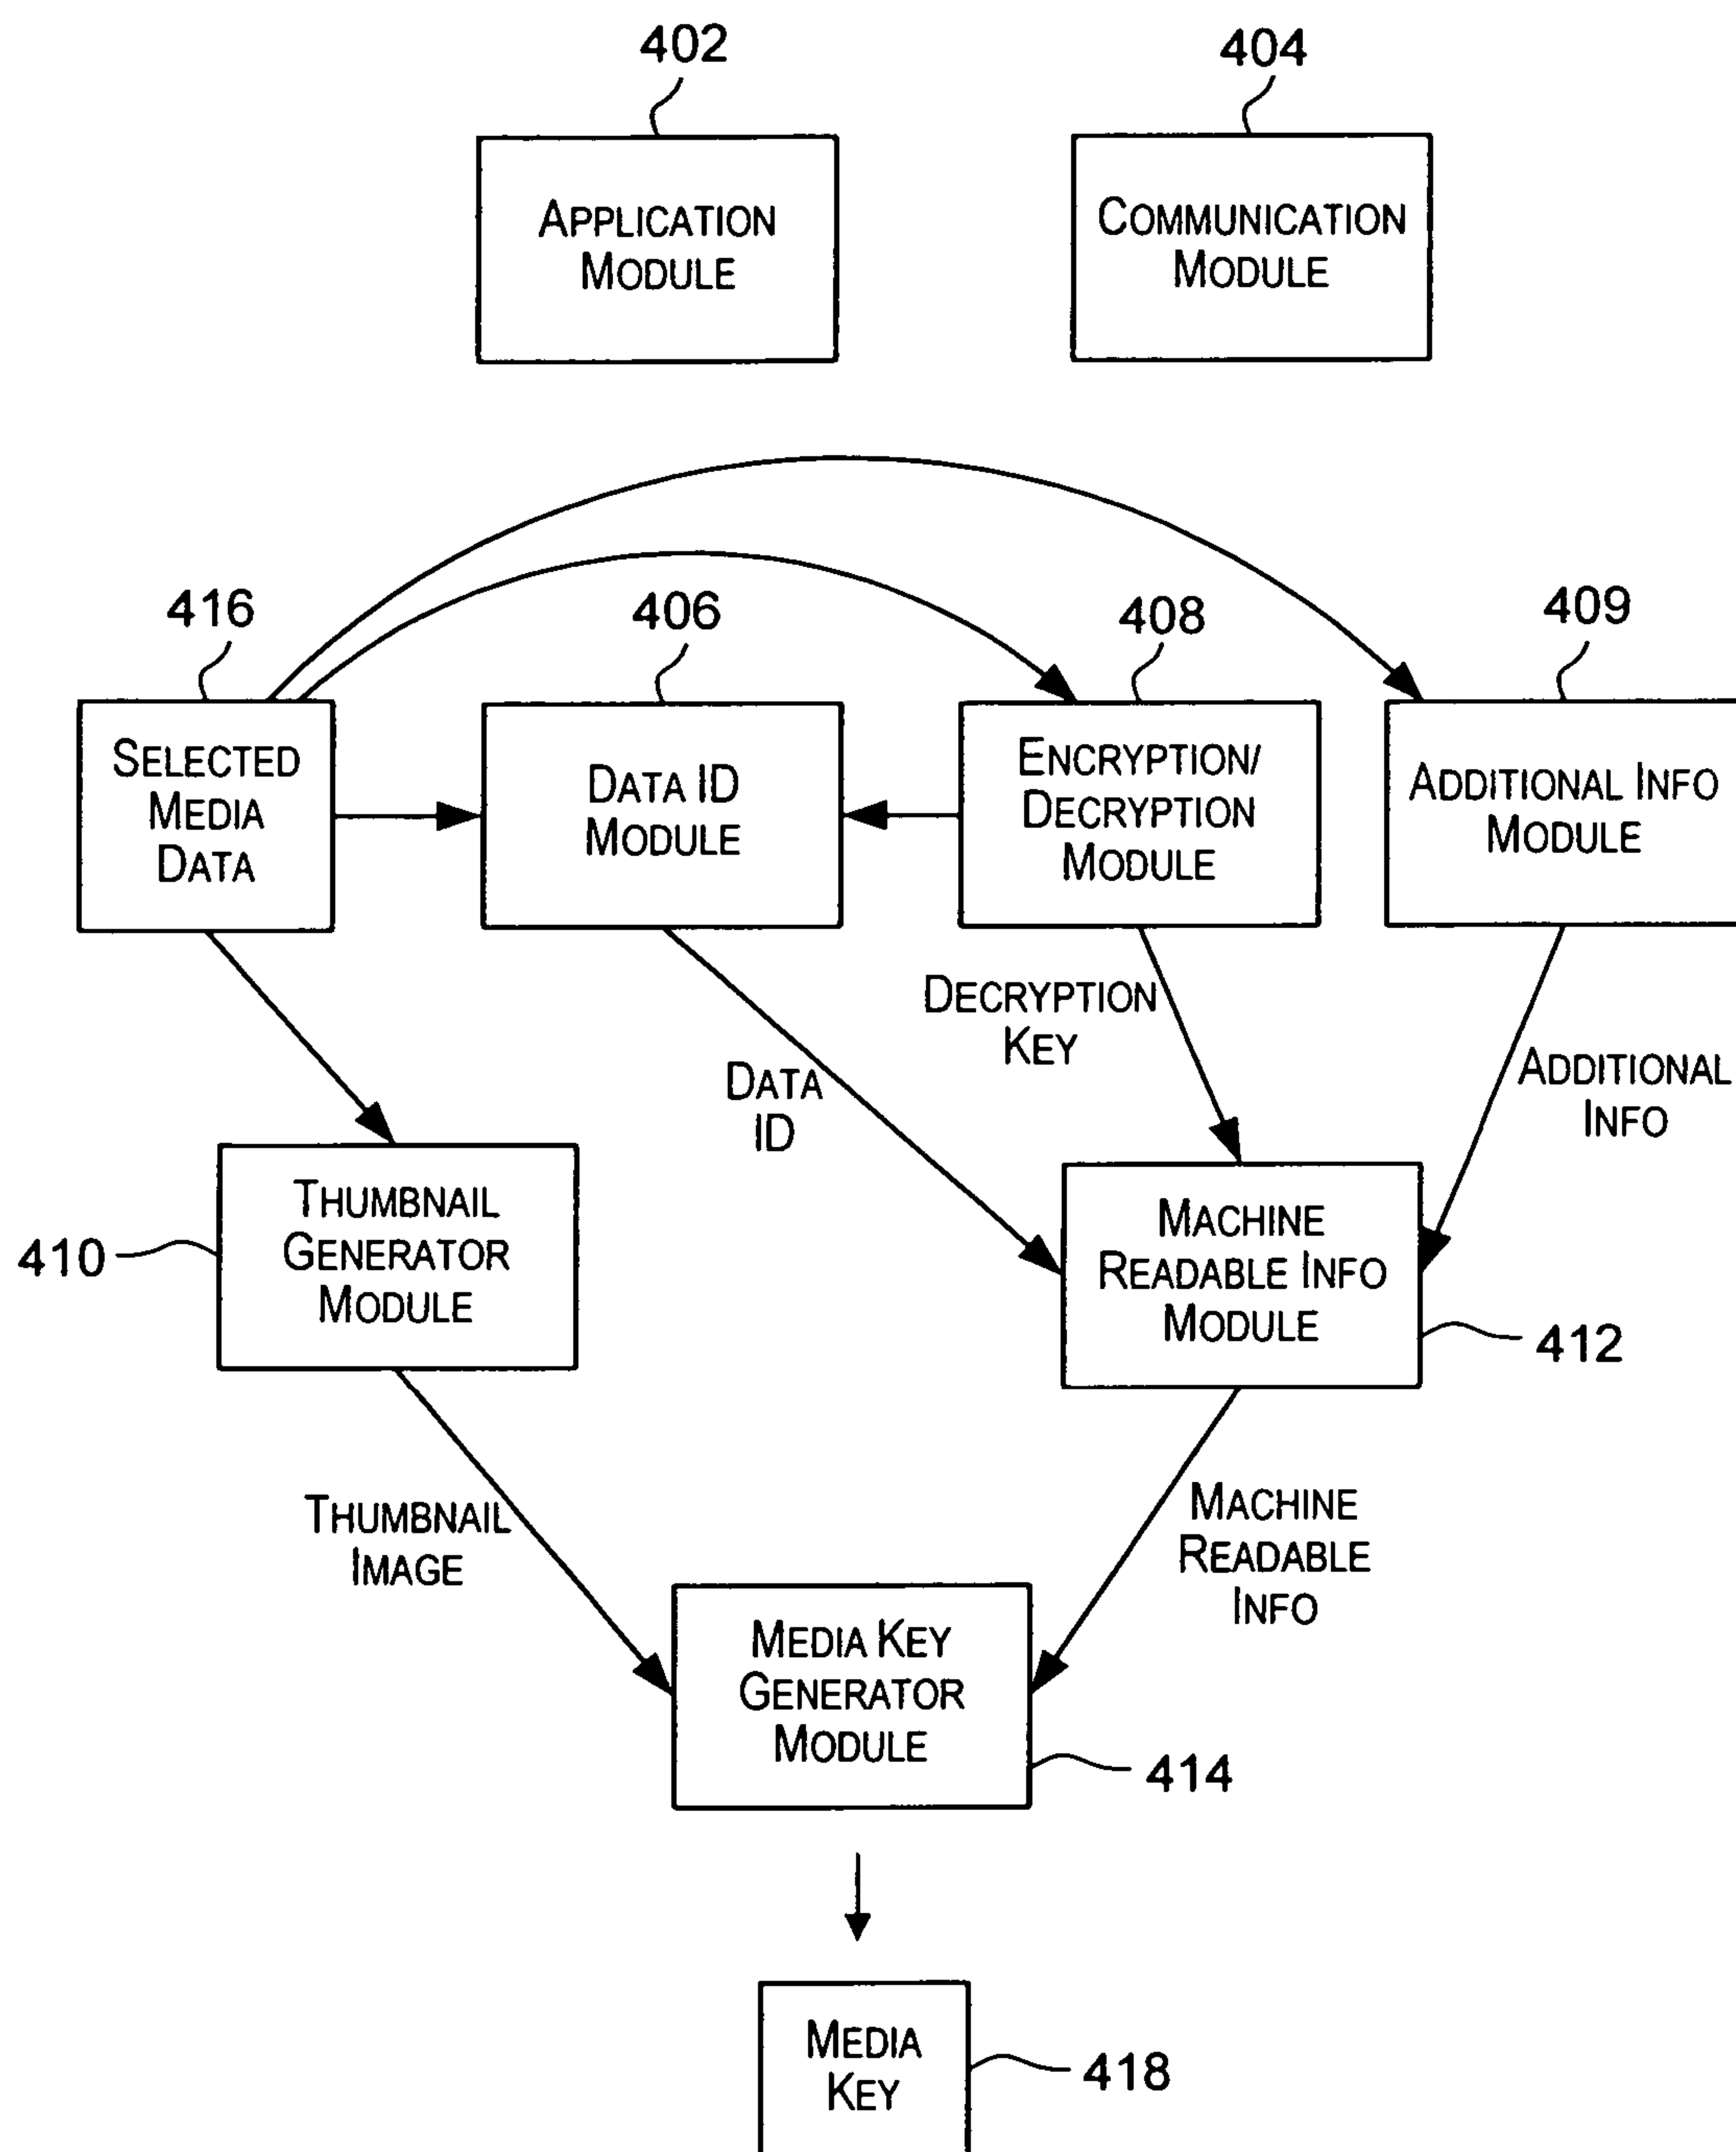 402
404
APPLICATION
MODULE
COMMUNICATION
MODULE
416
406
408
409
SELECTED
MEDIA
DATA
DATA ID
MODULE
ENCRYPTION/
DECRYPTION
MODULE
ADDITIONAL INFO
MODULE
DECRYPTION
KEY
DATA
ID
ADDITIONAL
INFO
410
THUMBNAIL
GENERATOR
MODULE
MACHINE
READABLE INFO
MODULE
412
THUMBNAIL
IMAGE
MACHINE
READABLE
INFO
MEDIA KEY
GENERATOR
MODULE
414
MEDIA
KEY
418